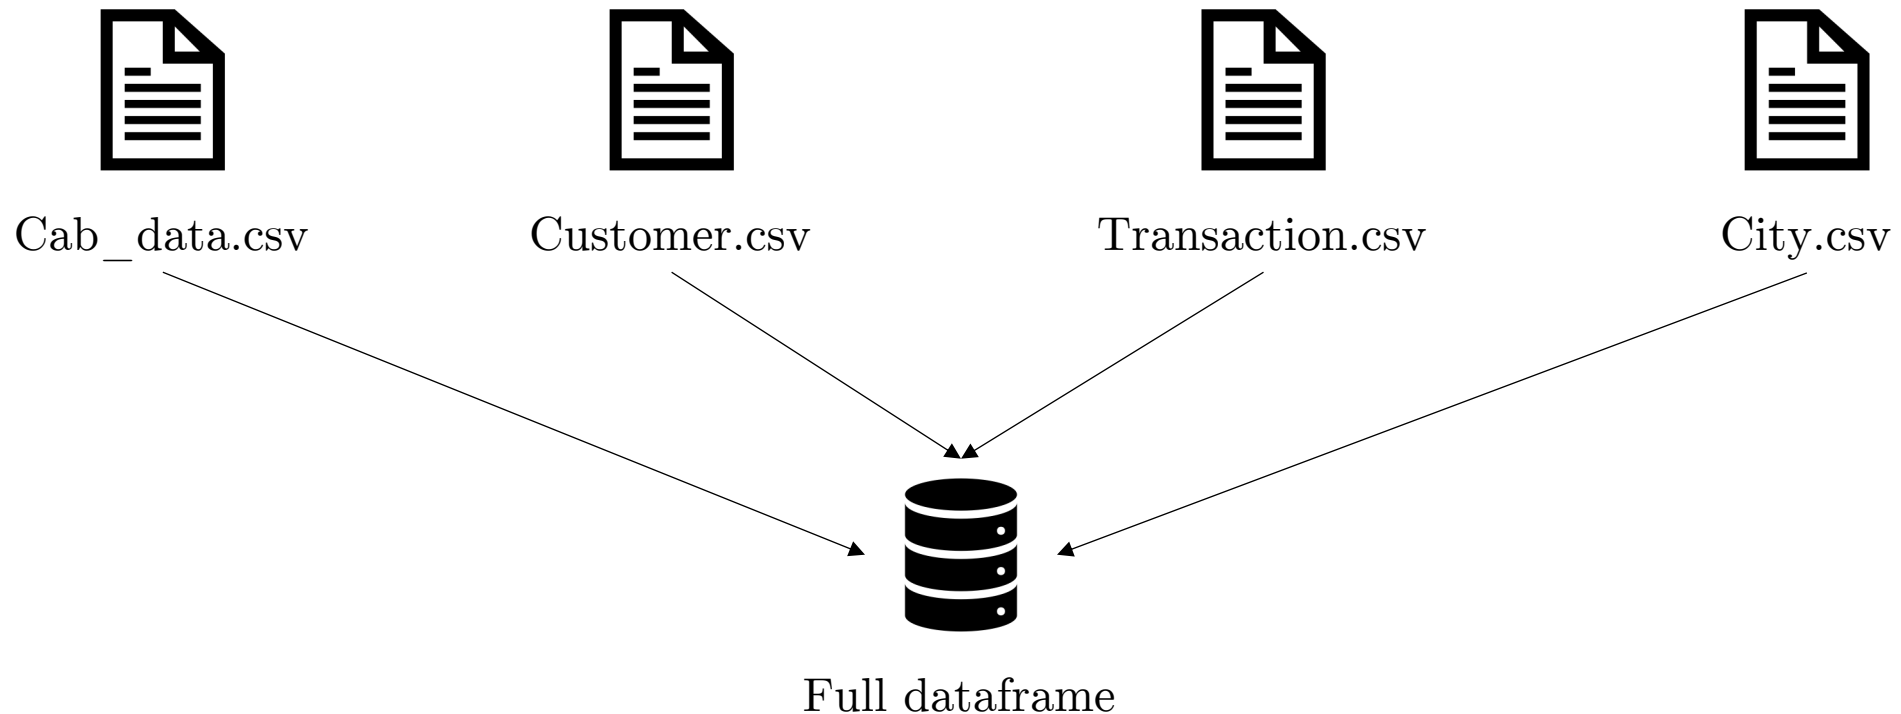 Cab_data.csv
Customer.csv
Transaction.csv
City.csv
Full dataframe